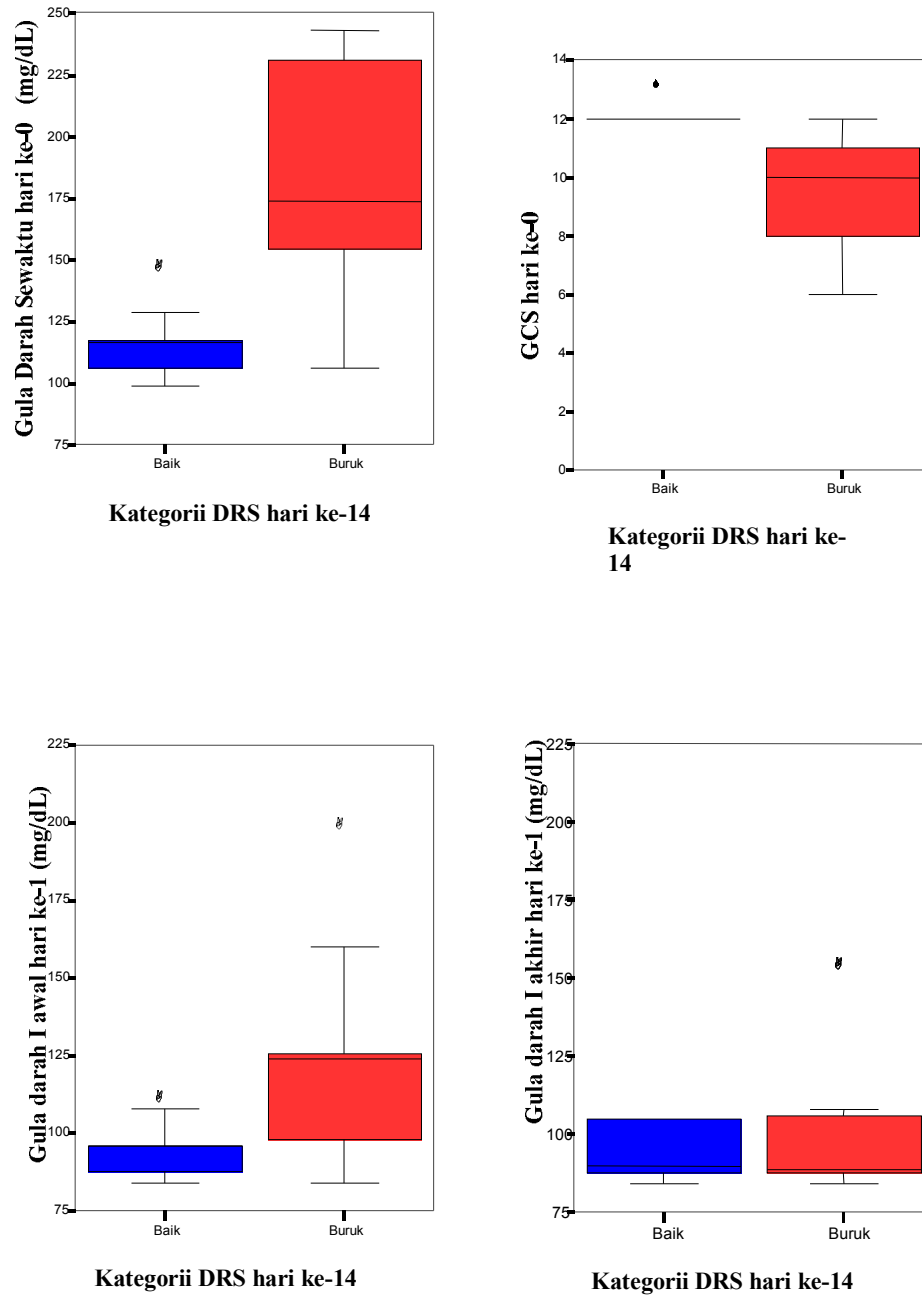 Gula Darah Sewaktu hari ke-0 (mg/dL)
250
225
200
175
150
125
100
75
Baik
Buruk
Kategorii DRS hari ke-14
GCS hari ke-0
14
12
10
8
6
4
2
0
Baik
Buruk
Kategorii DRS hari ke-
14
Gula darah I awal hari ke-1 (mg/dL)
225
200
175
150
125
100
75
Baik
Buruk
Kategorii DRS hari ke-14
Gula darah I akhir hari ke-1 (mg/dL)
225
200
175
150
125
100
75
Baik
Buruk
Kategorii DRS hari ke-14